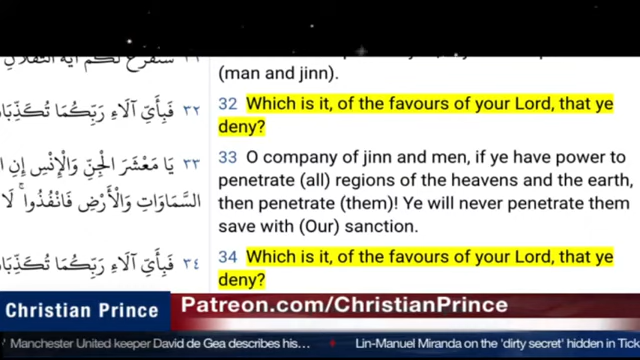 ٣١ سَنَفْرُغُ لَكُمْ أَيُّهَ الثَّقَلَانِ
(man and jinn).
٣٢ فَبِأَيِّ آلَاءِ رَبِّكُمَا تُكَذِّبَا
32 Which is it, of the favours of your Lord, that ye
deny?
٣٣ يَا مَعْشَرَ الْجِنِّ وَالْإِنْسِ إِنِ ا
السَّمَاوَاتِ وَالْأَرْضِ فَانْفُذُوا ۚ لَا
33 O company of jinn and men, if ye have power to
penetrate (all) regions of the heavens and the earth,
then penetrate (them)! Ye will never penetrate them
save with (Our) sanction.
٣٤ فَبِأَيِّ آلَاءِ رَبِّكُمَا تُكَذِّبَا
34 Which is it, of the favours of your Lord, that ye
deny?
Christian Prince
Patreon.com/ChristianPrince
Manchester United keeper David de Gea describes his... Lin-Manuel Miranda on the 'dirty secret' hidden in Tick